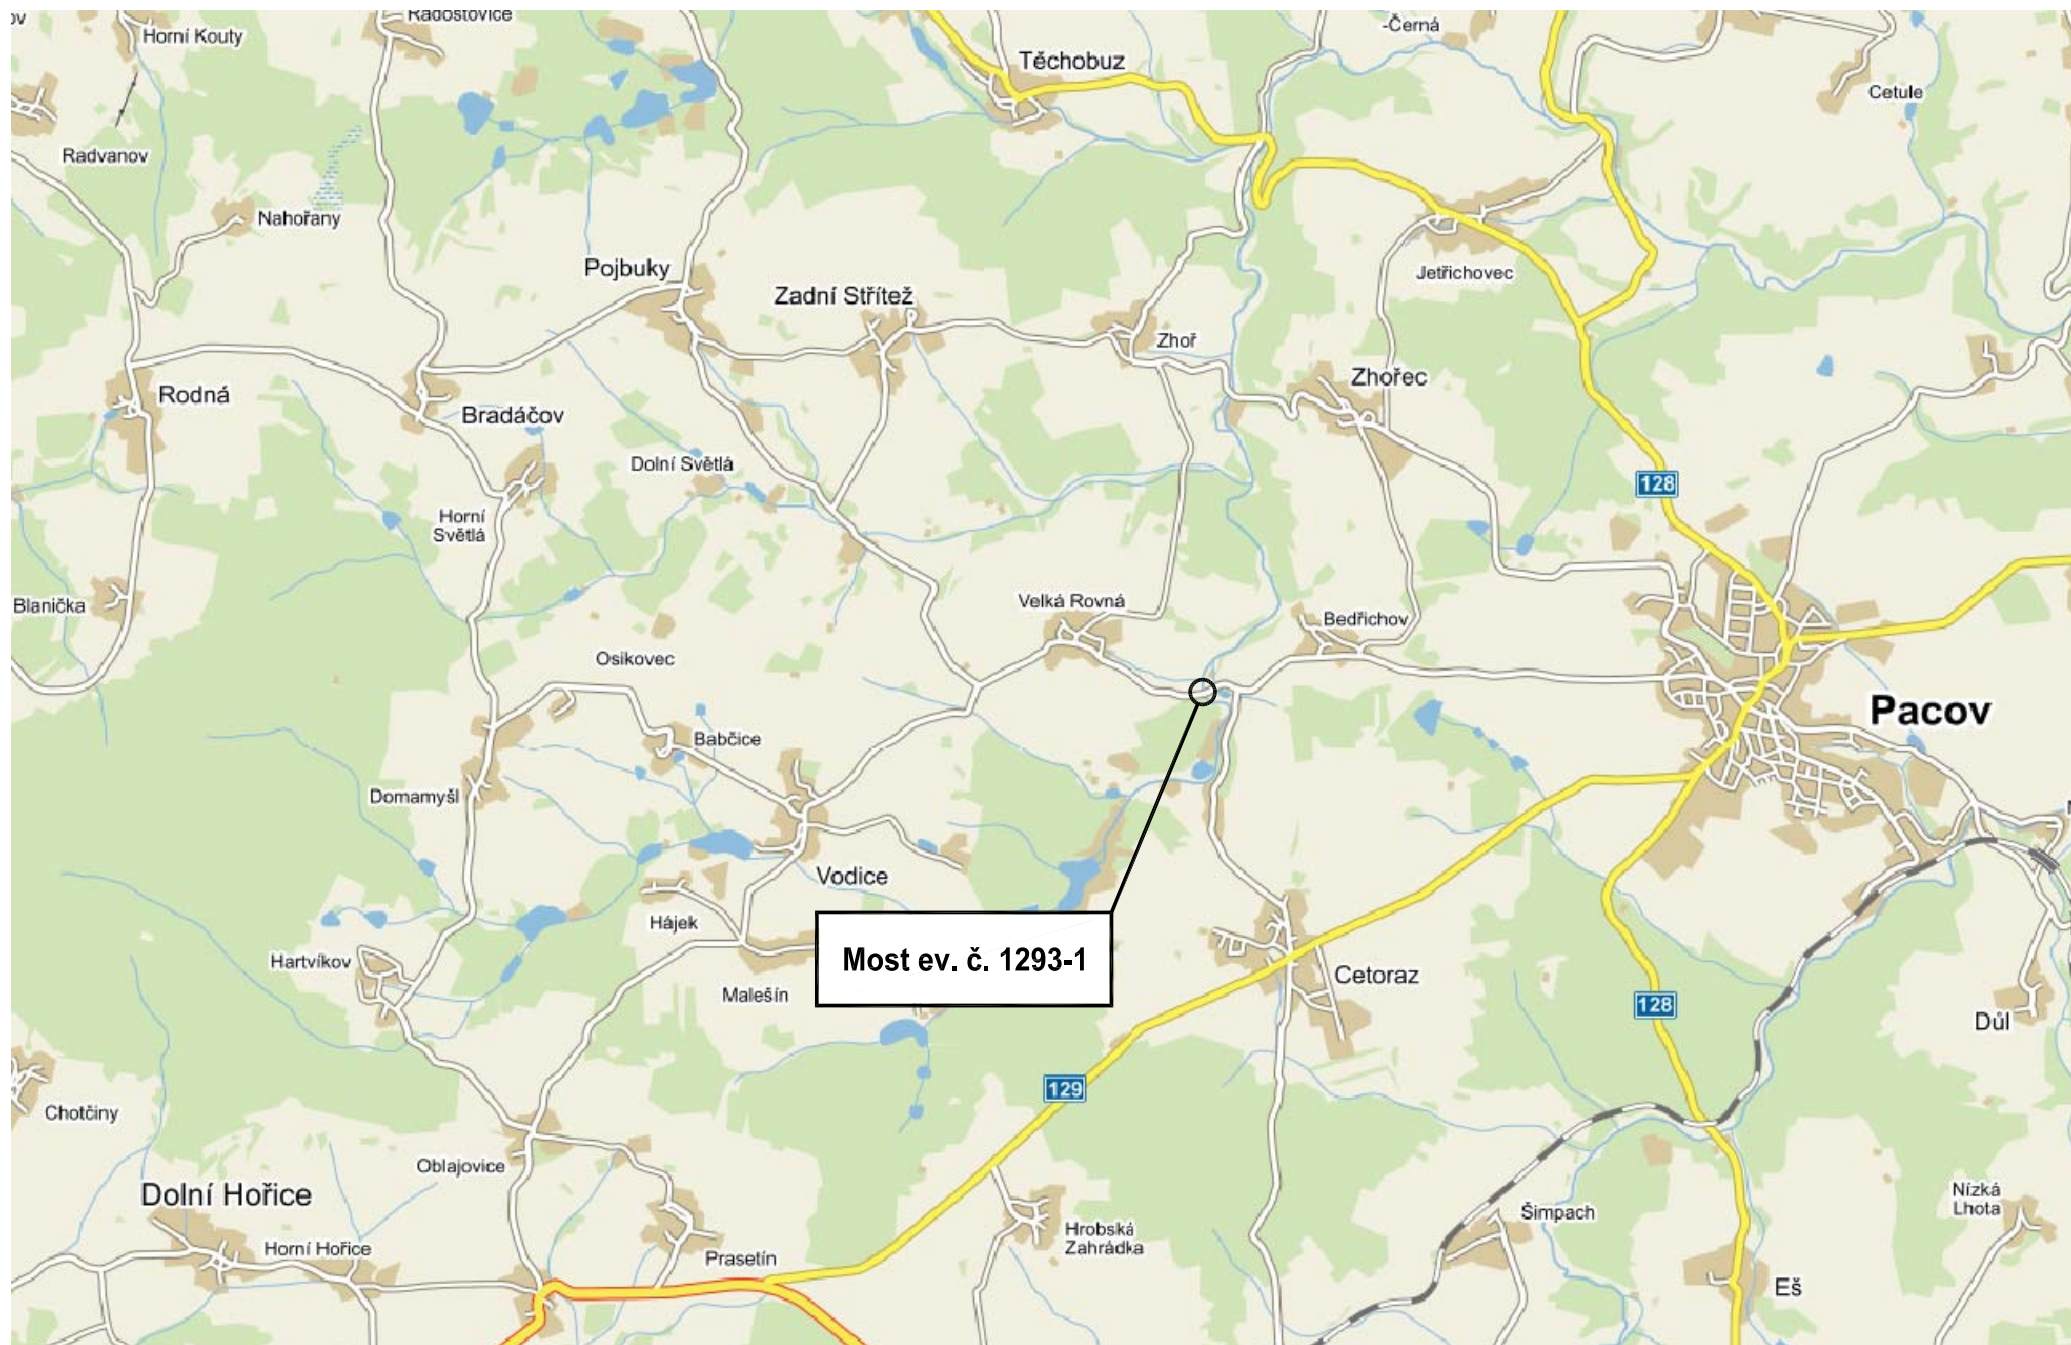 Radostovice
Horní Kouty
-Černá
Těchobuz
Cetule
Radvanov
Nahořany
Pojbuky
Jetřichovec
Zadní Střítež
Zhoř
Zhořec
Rodná
Bradáčov
Dolní Světlá
128
Horní
Světlá
Blanička
Velká Rovná
Bedřichov
Osikovec
Pacov
Babčice
Domamyšl
Vodice
Hájek
Most ev. č. 1293-1
Hartvíkov
Cetoraz
Malešín
128
Důl
129
Chotčiny
Oblajovice
Dolní Hořice
Nízká
Lhota
Šimpach
Hrobská
Zahrádka
Horní Hořice
Prasetín
Eš